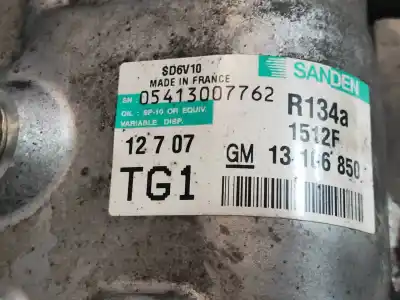 SD6V10
MADE IN FRANCE
SANDEN
SN: 05413007762
OIL : SP-10 OR EQUIV.
VARIABLE DISP.
R134a
1512F
12 7 07
GM 13 106 850
TG1